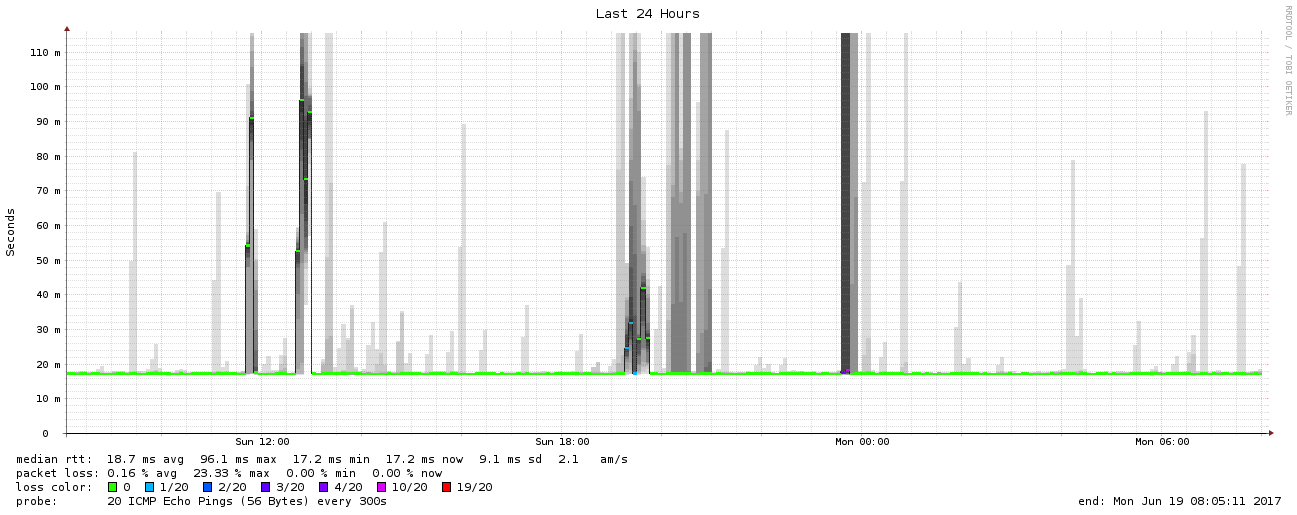 Last 24 Hours
RRDTOOL / TOBI OETIKER
Seconds
110 m
100 m
90 m
80 m
70 m
60 m
50 m
40 m
30 m
20 m
10 m
0
Sun 12:00 Sun 18:00 Mon 00:00 Mon 06:00
median rtt: 18.7 ms avg 96.1 ms max 17.2 ms min 17.2 ms now 9.1 ms sd 2.1 am/s
packet loss: 0.16 % avg 23.33 % max 0.00 % min 0.00 % now
loss color: 0 1/20 2/20 3/20 4/20 10/20 19/20
probe: 20 ICMP Echo Pings (56 Bytes) every 300s end: Mon Jun 19 08:05:11 2017